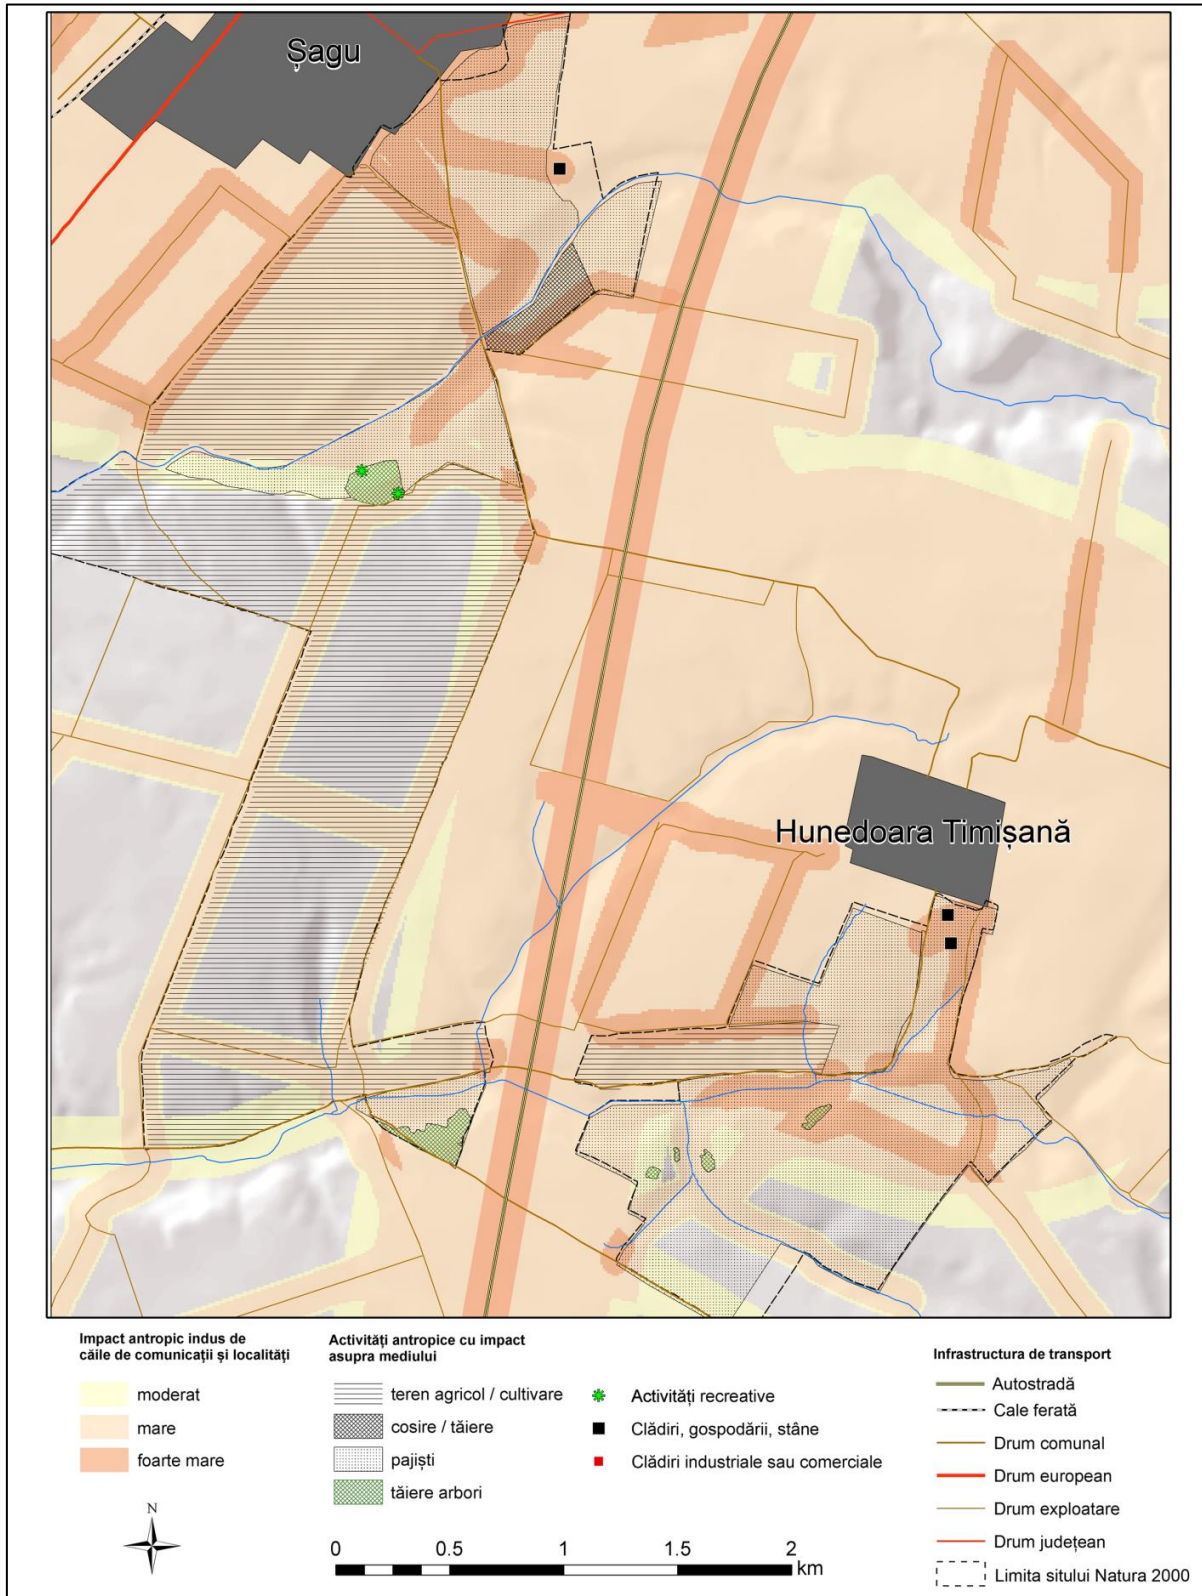 Șagu
Hunedoara Timișană
Impact antropic indus de
căile de comunicații și localități
moderat
mare
foarte mare
N
Activități antropice cu impact
asupra mediului
teren agricol / cultivare
cosire / tăiere
pajiști
tăiere arbori
Activități recreative
Clădiri, gospodării, stâne
Clădiri industriale sau comerciale
0 0.5 1 1.5 2
km
Infrastructura de transport
Autostradă
Cale ferată
Drum comunal
Drum european
Drum exploatare
Drum județean
Limita sitului Natura 2000